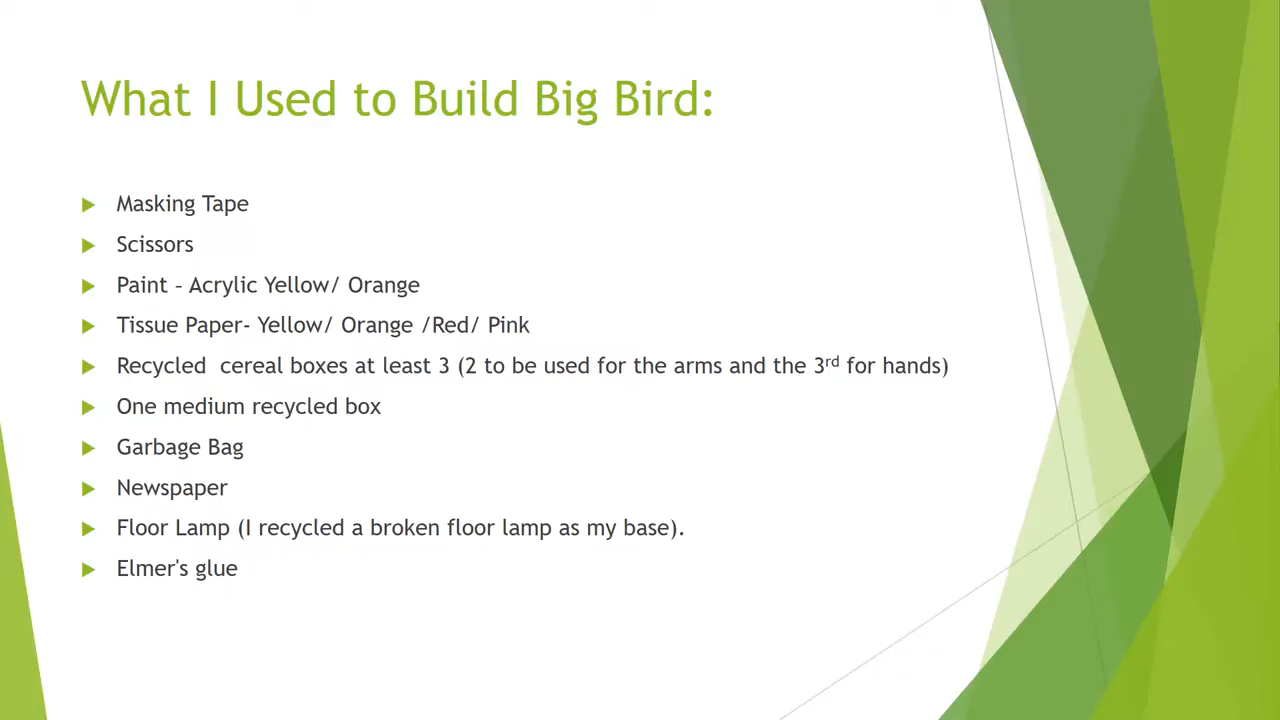 What I Used to Build Big Bird:
Masking Tape
Scissors
Paint – Acrylic Yellow/ Orange
Tissue Paper- Yellow/ Orange /Red/ Pink
Recycled  cereal boxes at least 3 (2 to be used for the arms and the 3rd for hands)
One medium recycled box
Garbage Bag
Newspaper
Floor Lamp (I recycled a broken floor lamp as my base).
Elmer's glue